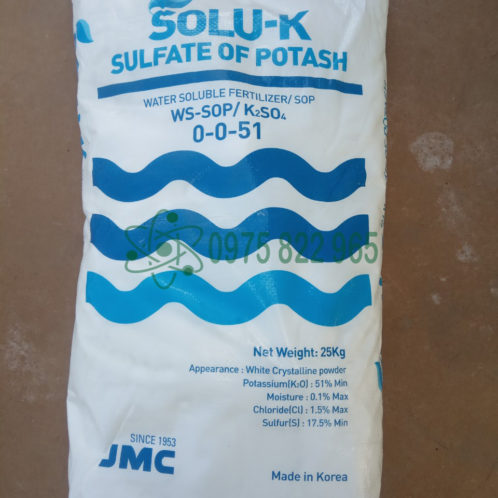 SOLU-K
SULFATE OF POTASH
WATER SOLUBLE FERTILIZER/ SOP
WS-SOP/ K₂SO₄
0-0-51
0975 822 965
Net Weight: 25Kg
Appearance : White Crystalline powder
Potassium(K₂O) : 51% Min
Moisture : 0.1% Max
Chloride(Cl) : 1.5% Max
Sulfur(S) : 17.5% Min
SINCE 1953
JMC
Made in Korea